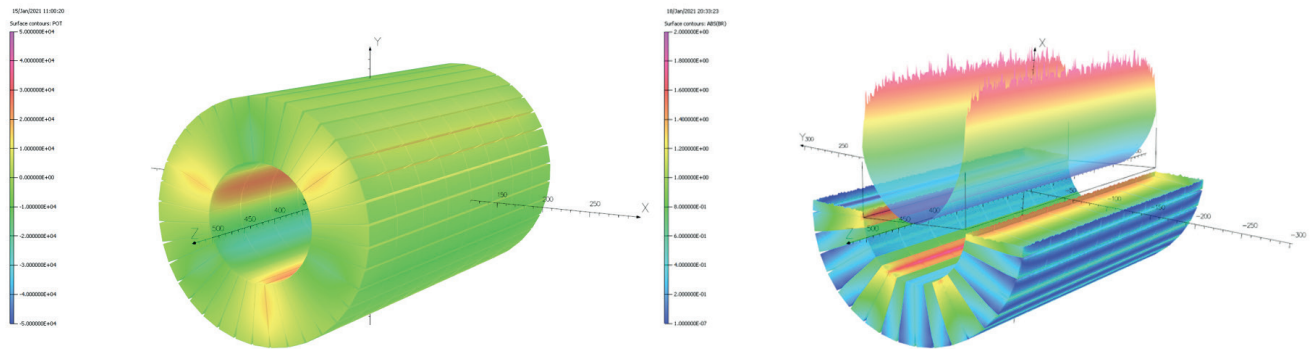 15/Jan/2021 11:00:20
Surface contours: POT
5.000000E+04
4.000000E+04
3.000000E+04
2.000000E+04
1.000000E+04
0.000000E+00
-1.000000E+04
-2.000000E+04
-3.000000E+04
-4.000000E+04
-5.000000E+04
Y
X
Z
500
450
400
150
200
250
18/Jan/2021 20:33:23
Surface contours: ABS(BR)
2.000000E+00
1.800000E+00
1.600000E+00
1.400000E+00
1.200000E+00
1.000000E+00
8.000000E-01
6.000000E-01
4.000000E-01
2.000000E-01
1.000000E-07
X
Y
300
250
Z
500
450
400
-50
-100
-150
-200
-250
-300